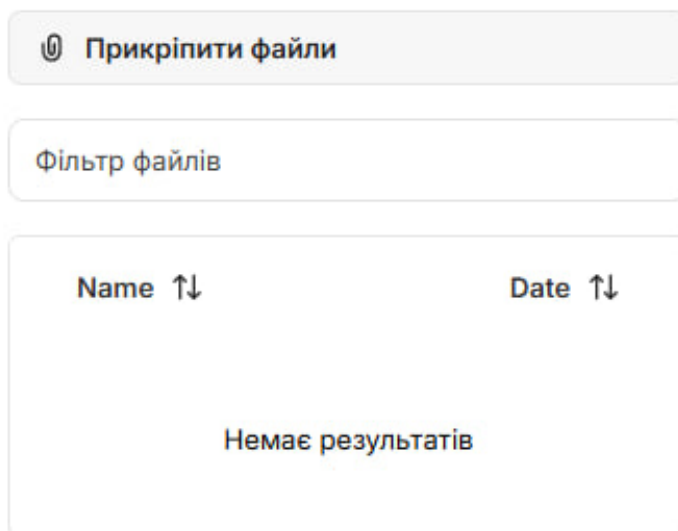 Прикріпити файли
Фільтр файлів
Name ↑↓ Date ↑↓
Немає результатів